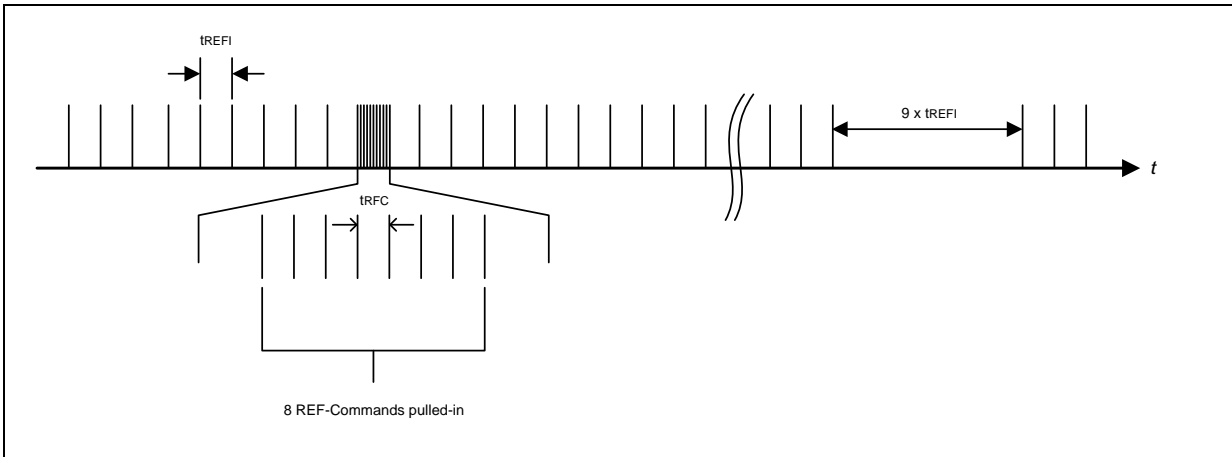 tREFI
9 x tREFI
t
tRFC
8 REF-Commands pulled-in